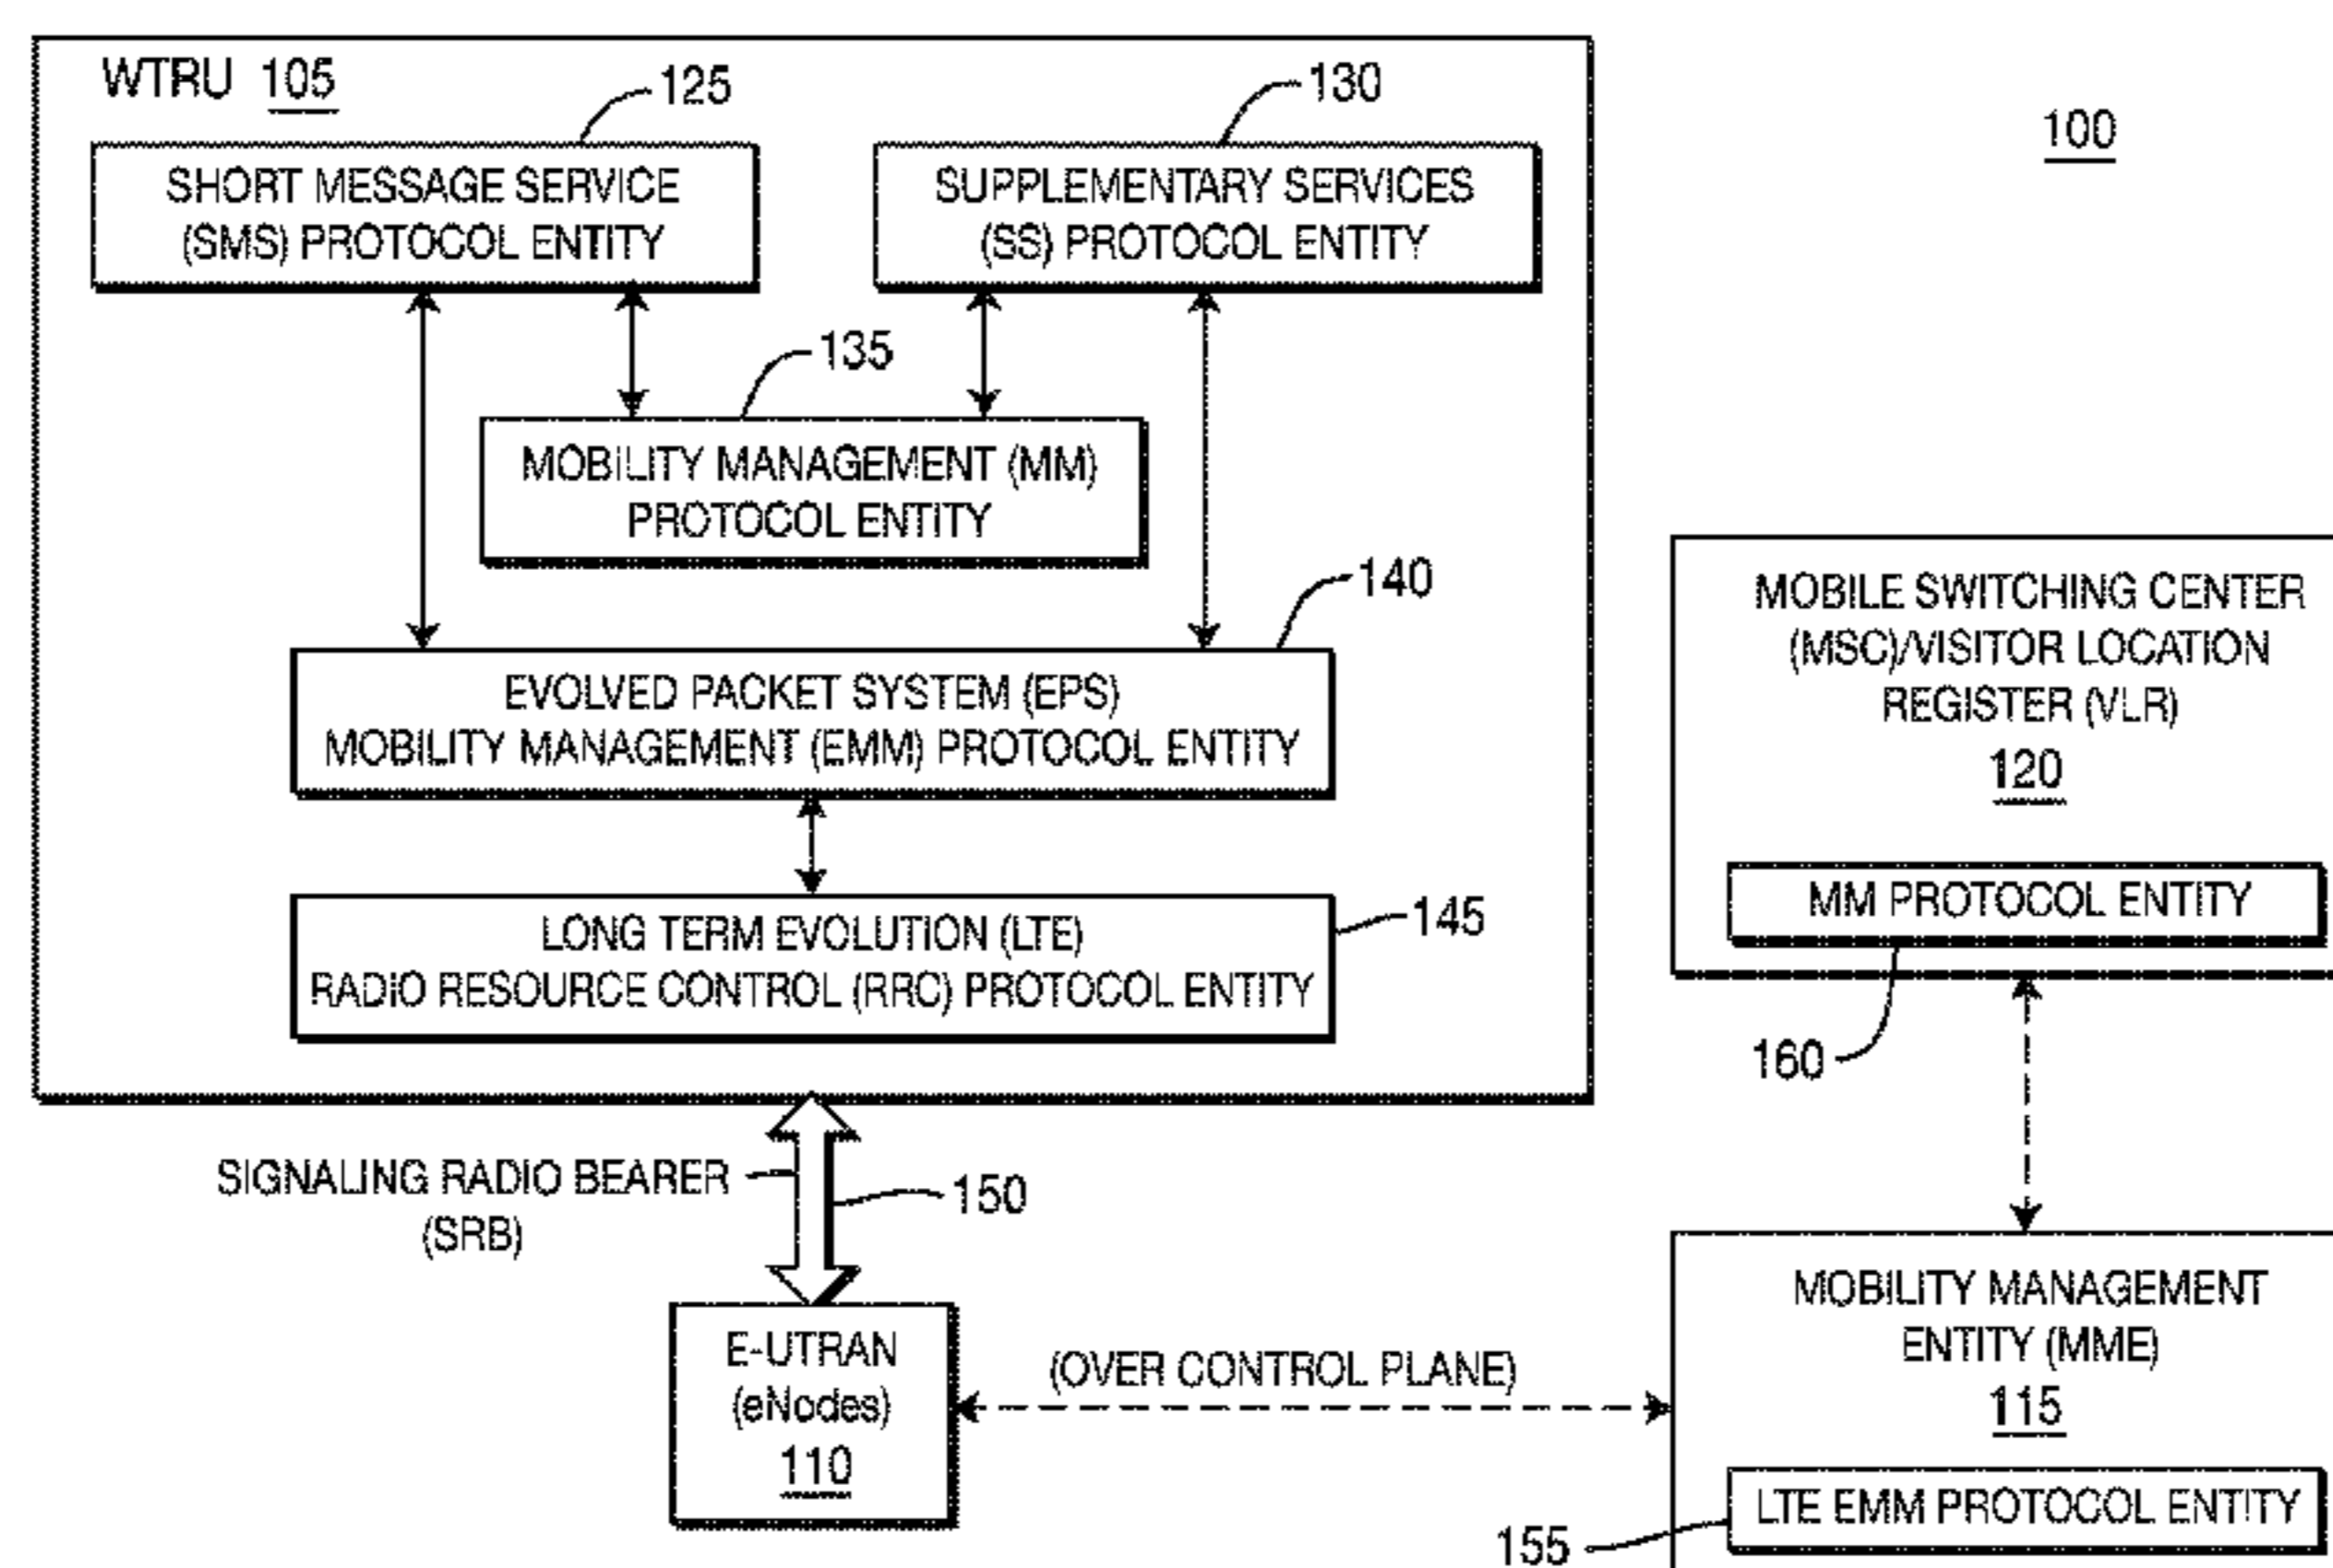 WTRU 105
125
130
100
SHORT MESSAGE SERVICE
(SMS) PROTOCOL ENTITY
SUPPLEMENTARY SERVICES
(SS) PROTOCOL ENTITY
135
MOBILITY MANAGEMENT (MM)
PROTOCOL ENTITY
140
EVOLVED PACKET SYSTEM (EPS)
MOBILITY MANAGEMENT (EMM) PROTOCOL ENTITY
145
LONG TERM EVOLUTION (LTE)
RADIO RESOURCE CONTROL (RRC) PROTOCOL ENTITY
MOBILE SWITCHING CENTER
(MSC)/VISITOR LOCATION
REGISTER (VLR)
120
MM PROTOCOL ENTITY
160
SIGNALING RADIO BEARER
(SRB)
150
E-UTRAN
(eNodes)
110
(OVER CONTROL PLANE)
MOBILITY MANAGEMENT
ENTITY (MME)
115
LTE EMM PROTOCOL ENTITY
155